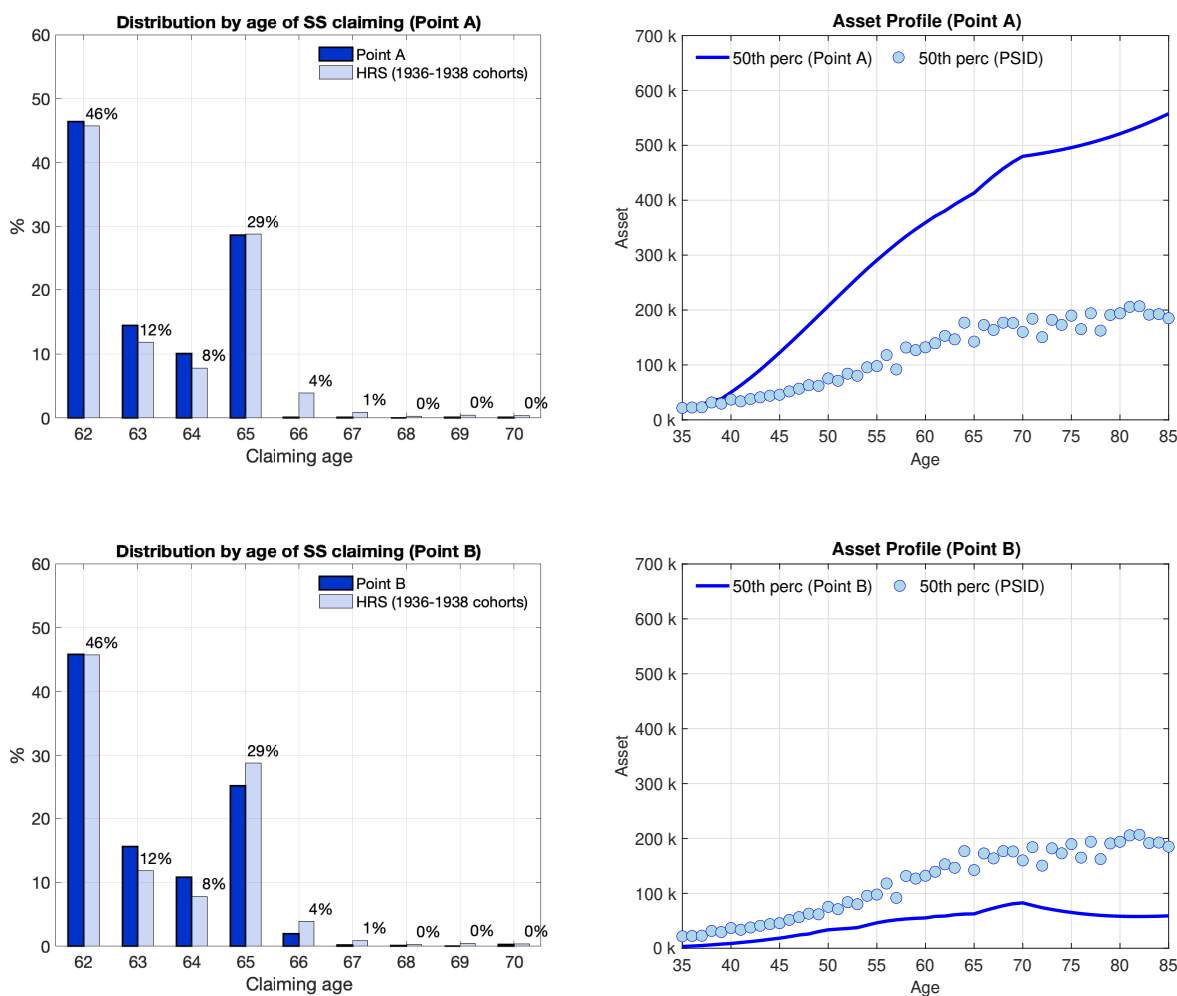 Distribution by age of SS claiming (Point A)
60
50
40
30
20
10
0
%
Point A
HRS (1936-1938 cohorts)
46%
12%
8%
29%
4%
1%
0%
0%
0%
62 63 64 65 66 67 68 69 70
Claiming age
Asset Profile (Point A)
700 k
600 k
500 k
400 k
300 k
200 k
100 k
0 k
Asset
50th perc (Point A) 50th perc (PSID)
35 40 45 50 55 60 65 70 75 80 85
Age
Distribution by age of SS claiming (Point B)
60
50
40
30
20
10
0
%
Point B
HRS (1936-1938 cohorts)
46%
12%
8%
29%
4%
1%
0%
0%
0%
62 63 64 65 66 67 68 69 70
Claiming age
Asset Profile (Point B)
700 k
600 k
500 k
400 k
300 k
200 k
100 k
0 k
Asset
50th perc (Point B) 50th perc (PSID)
35 40 45 50 55 60 65 70 75 80 85
Age